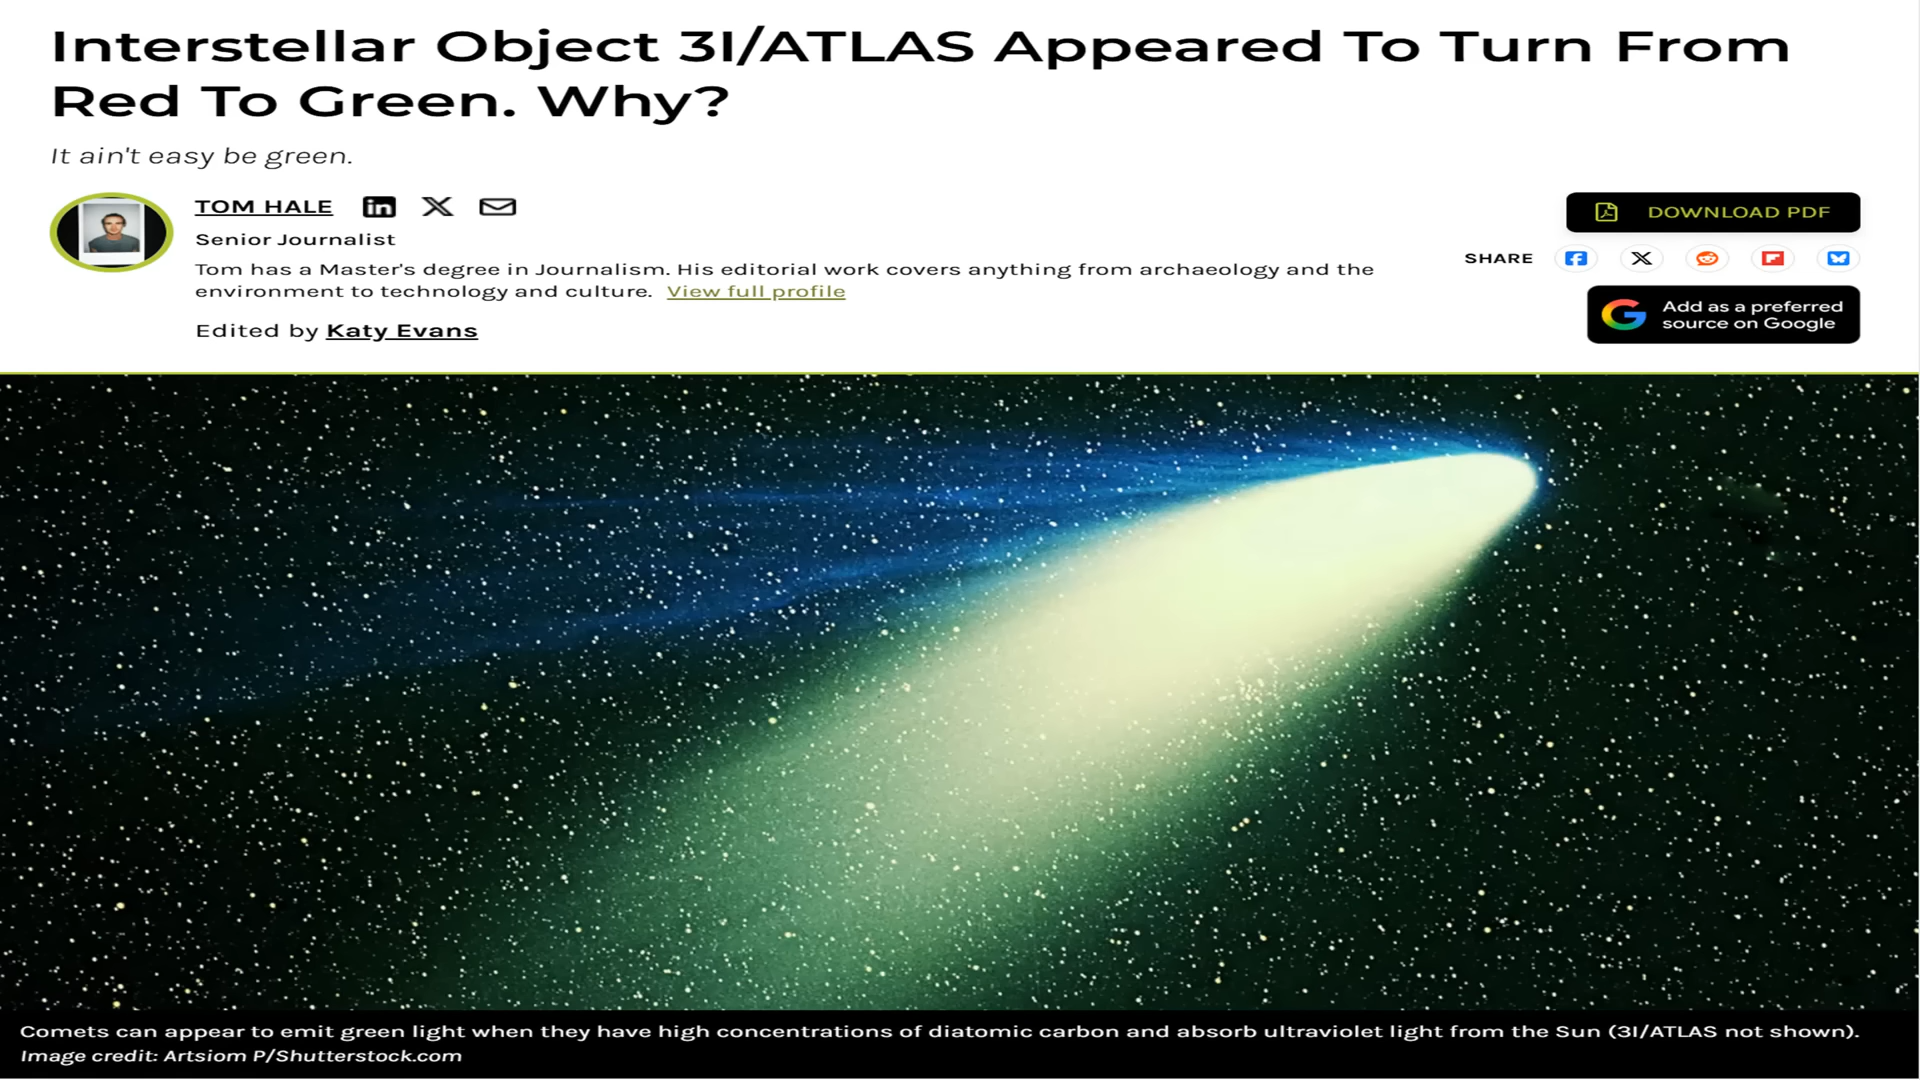 Interstellar Object 3I/ATLAS Appeared To Turn From
Red To Green. Why?
It ain't easy be green.
TOM HALE
Senior Journalist
Tom has a Master's degree in Journalism. His editorial work covers anything from archaeology and the
environment to technology and culture. View full profile
Edited by Katy Evans
DOWNLOAD PDF
SHARE
Add as a preferred
source on Google
Comets can appear to emit green light when they have high concentrations of diatomic carbon and absorb ultraviolet light from the Sun (3I/ATLAS not shown).
Image credit: Artsiom P/Shutterstock.com